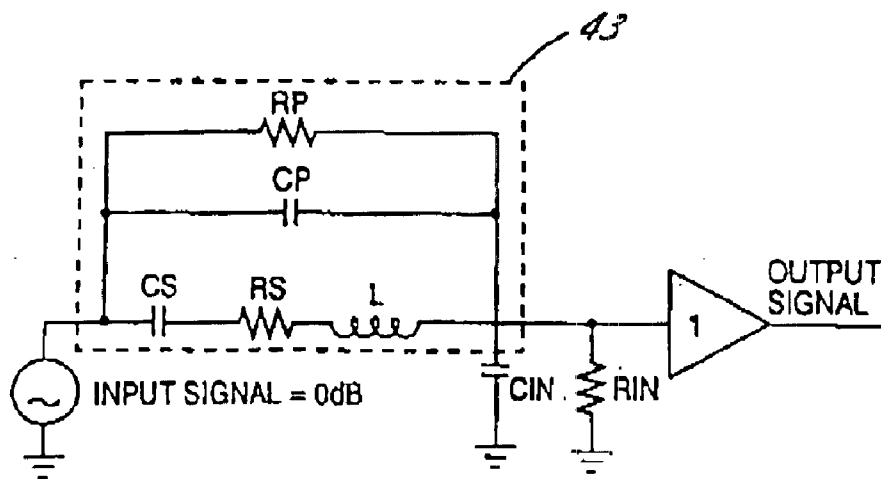 43
RP
CP
CS
RS
L
OUTPUT
SIGNAL
1
INPUT SIGNAL = 0dB
CIN
RIN